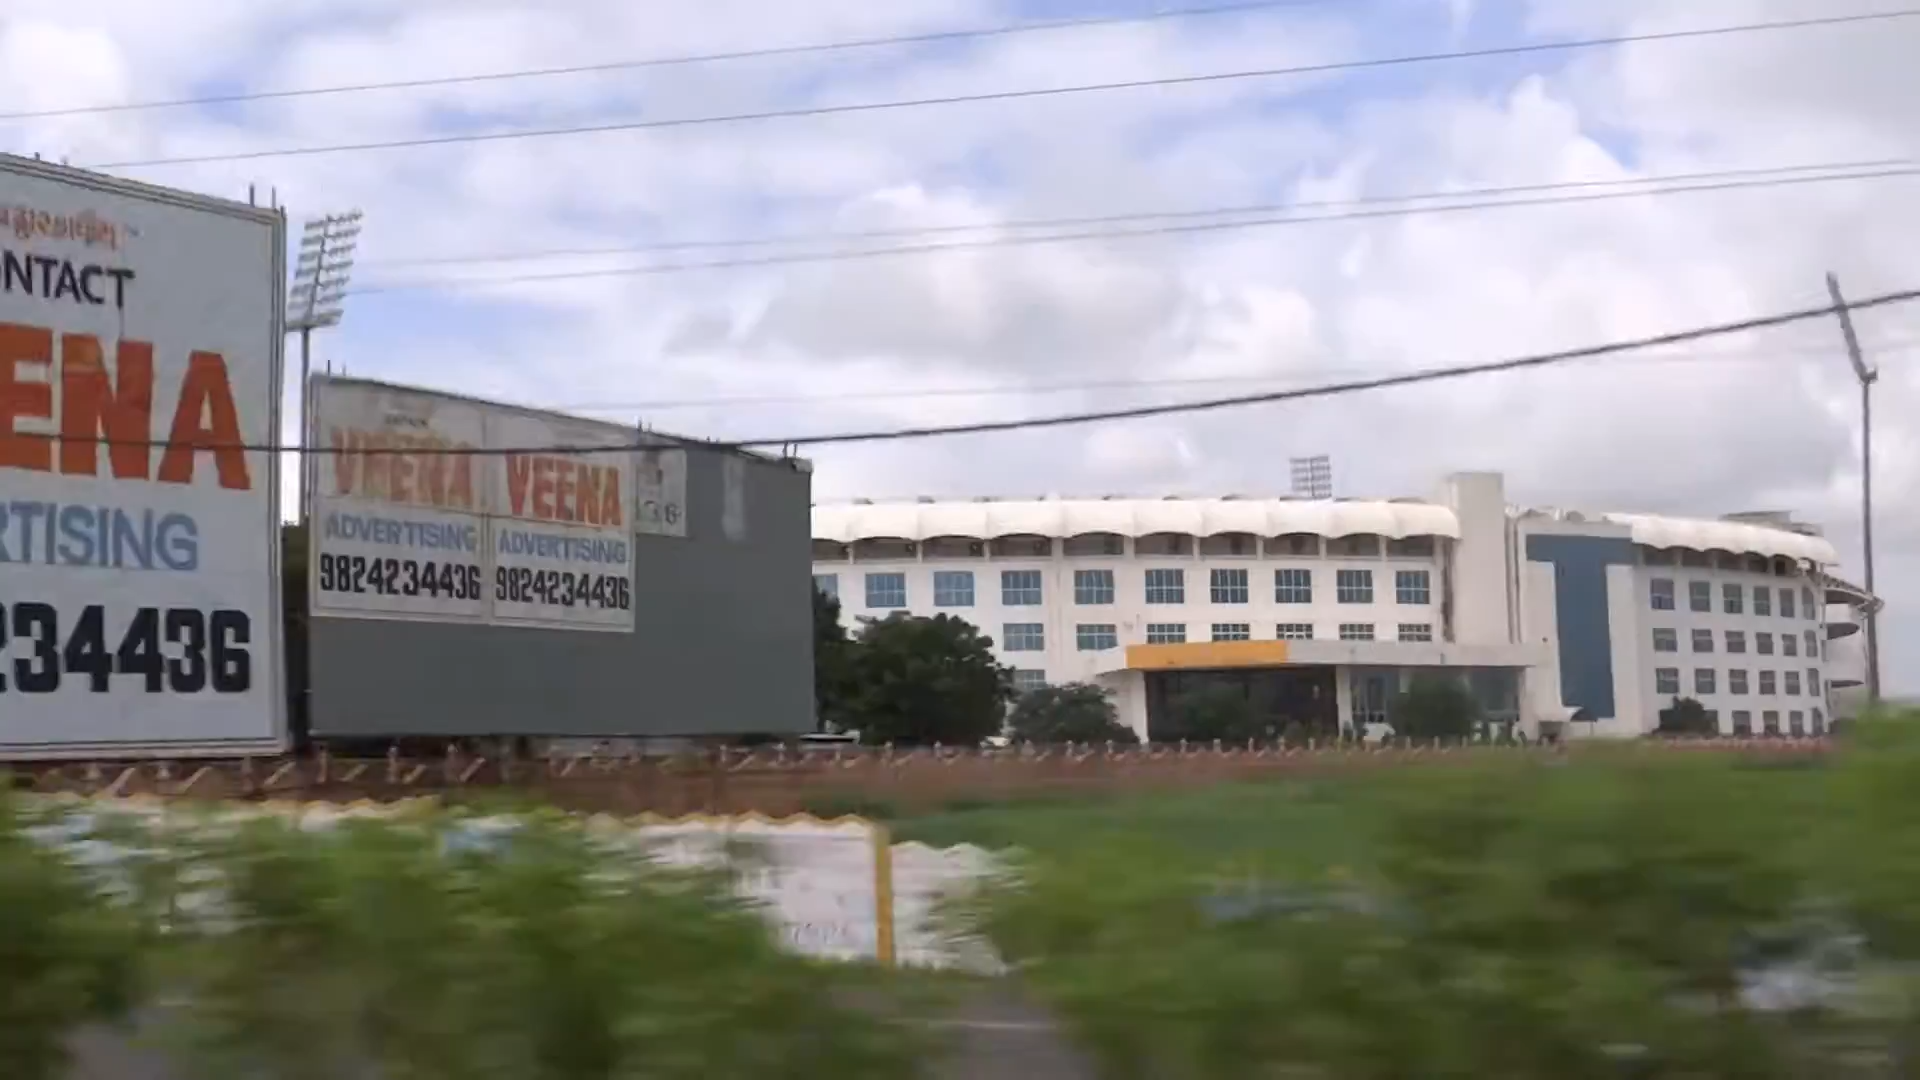 NTACT
ENA
RTISING
234436
VEENA
ADVERTISING
9824234436
VEENA
ADVERTISING
9824234436